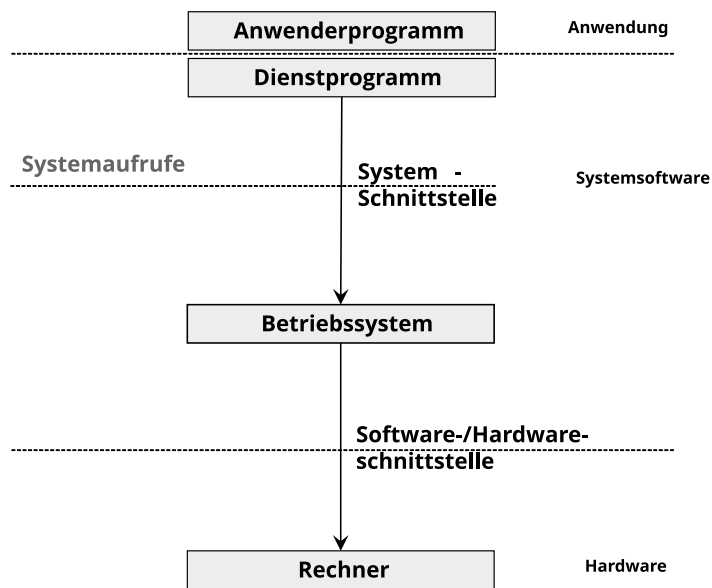 Anwenderprogramm
Anwendung
Dienstprogramm
Systemaufrufe
System -
Schnittstelle
Systemsoftware
Betriebssystem
Software-/Hardware-
schnittstelle
Rechner
Hardware